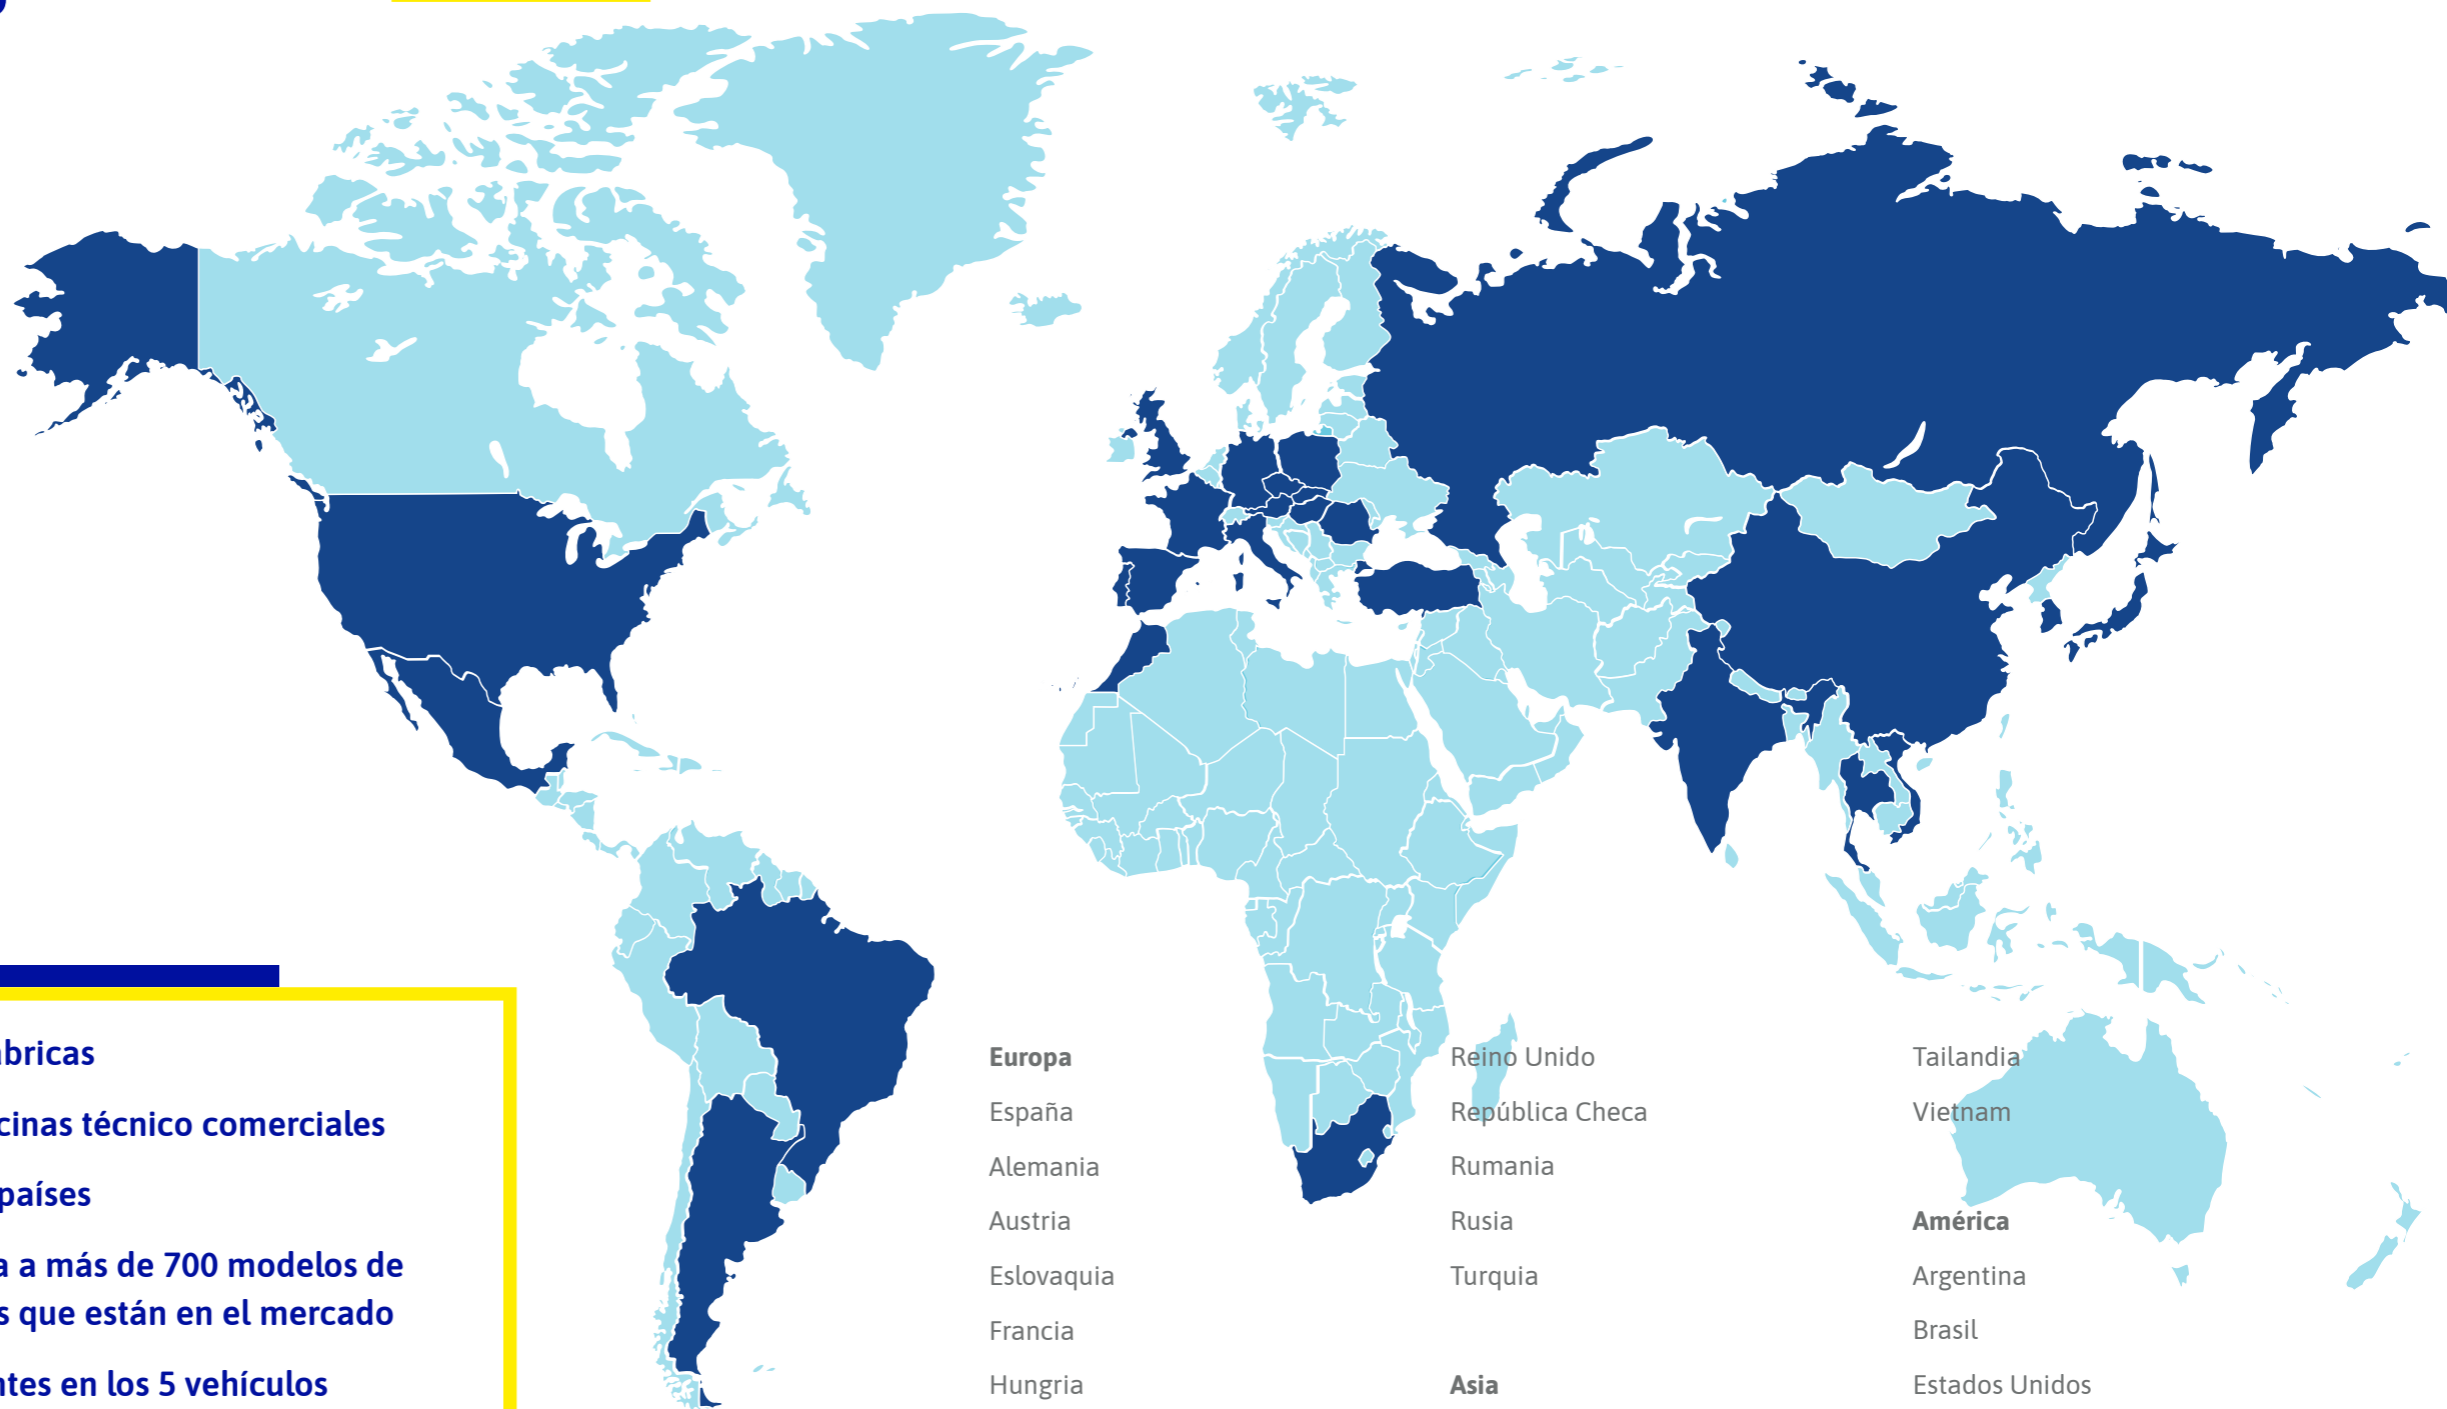 cinas técnico comerciales
países
a a más de 700 modelos de
s que están en el mercado
ntes en los 5 vehículos
Europa
España
Alemania
Austria
Eslovaquia
Francia
Hungria
Reino Unido
República Checa
Rumania
Rusia
Turquia
Asia
Tailandia
Vietnam
América
Argentina
Brasil
Estados Unidos